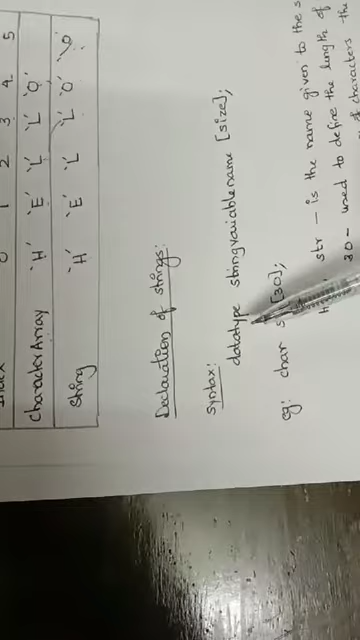 Index 0 1 2 3 4 5
Character Array 'H' 'E' 'L' 'L' 'O'
String 'H' 'E' 'L' 'L' 'O' '\0'
Declaration of strings:
Syntax:
datatype stringvariablename [size];
eg: char s [30];
str - is the name given to the s
30 - used to define the length of
of characters the